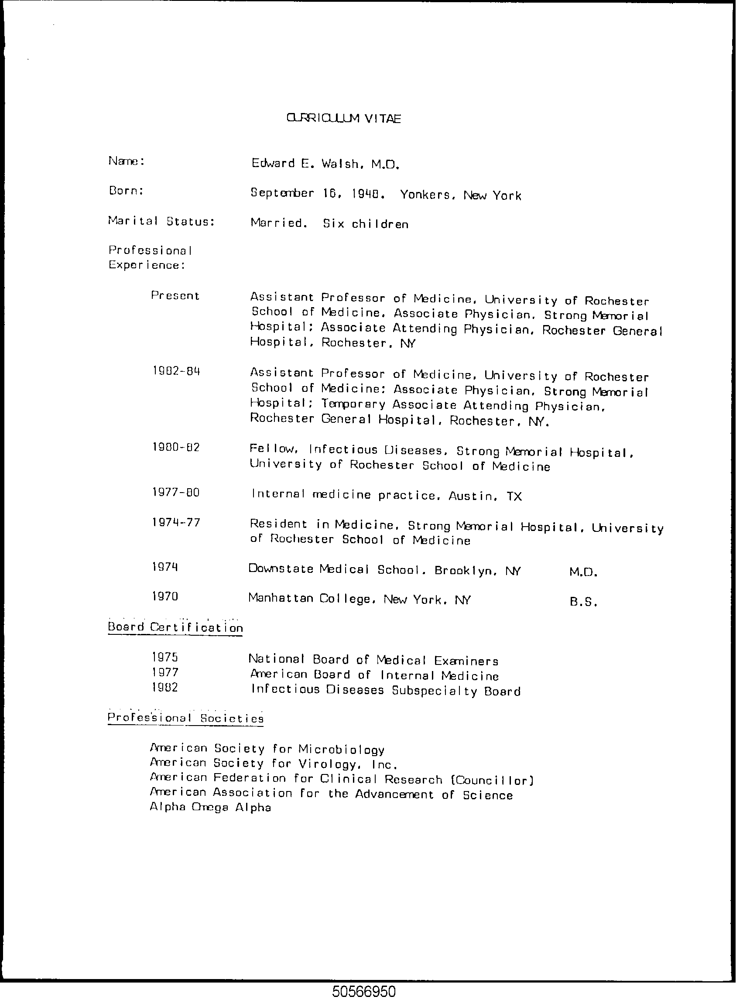 CURRICULUM VITAE
Name: Edward E. Walsh, M.D.
Born: September 16, 1948. Yonkers, New York
Marital Status: Married. Six children
Professional
Experience:
Present Assistant Professor of Medicine, University of Rochester
School of Medicine, Associate Physician, Strong Memorial
Hospital; Associate Attending Physician, Rochester General
Hospital, Rochester, NY
1982-84 Assistant Professor of Medicine, University of Rochester
School of Medicine; Associate Physician, Strong Memorial
Hospital; Temporary Associate Attending Physician,
Rochester General Hospital, Rochester, NY.
1980-82 Fellow, Infectious Diseases, Strong Memorial Hospital,
University of Rochester School of Medicine
1977-80 Internal medicine practice, Austin, TX
1974-77 Resident in Medicine, Strong Memorial Hospital, University
of Rochester School of Medicine
1974 Downstate Medical School, Brooklyn, NY M.D.
1970 Manhattan College, New York, NY B.S.
Board Certification
1975 National Board of Medical Examiners
1977 American Board of Internal Medicine
1982 Infectious Diseases Subspecialty Board
Professional Societies
American Society for Microbiology
American Society for Virology, Inc.
American Federation for Clinical Research (Councillor)
American Association for the Advancement of Science
Alpha Omega Alpha
50566950